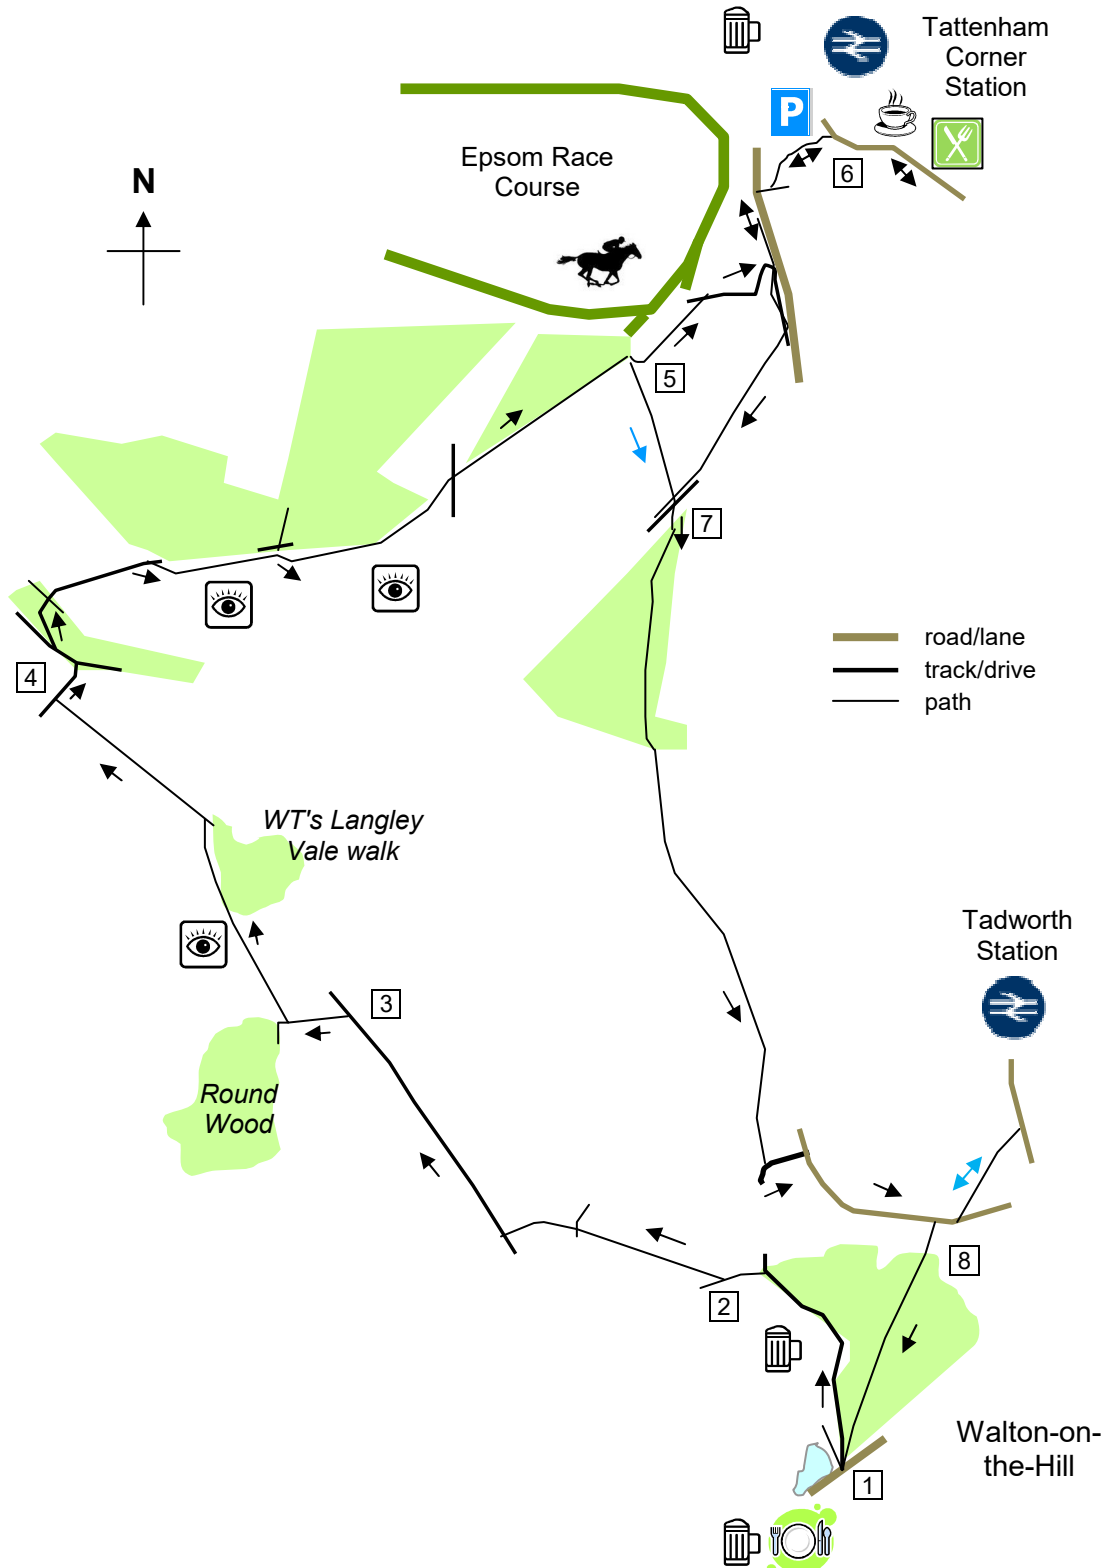 Tattenham
Corner
Station
P
Epsom Race
Course
N
6
5
7
road/lane
track/drive
path
4
WT's Langley
Vale walk
Tadworth
Station
3
Round
Wood
8
2
Walton-on-
the-Hill
1